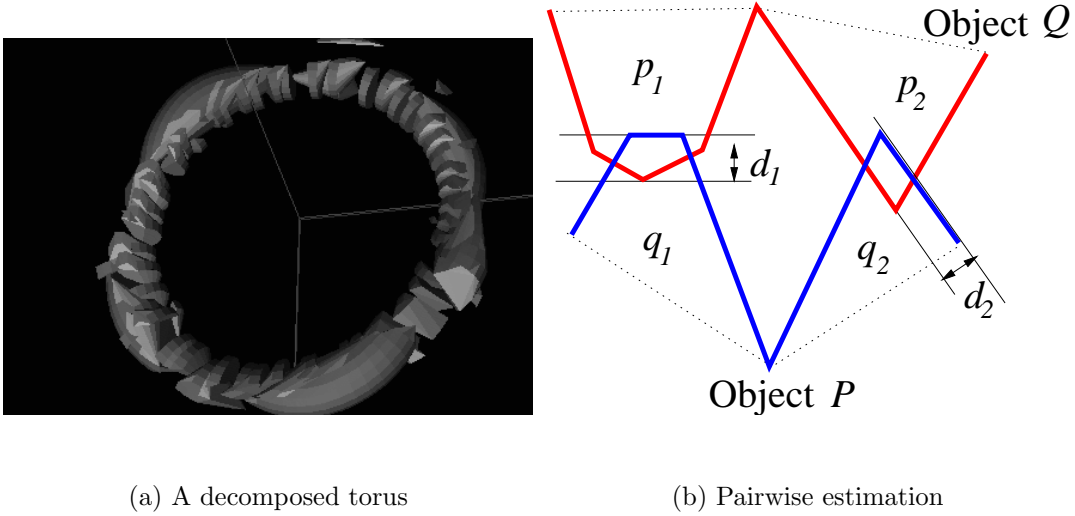 Object Q
p1
p2
d1
q1
q2
d2
Object P
(a) A decomposed torus
(b) Pairwise estimation